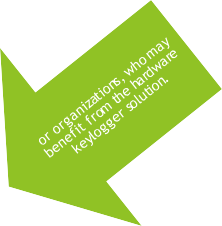 or organizations, who may
benefit from the hardware
keylogger solution.